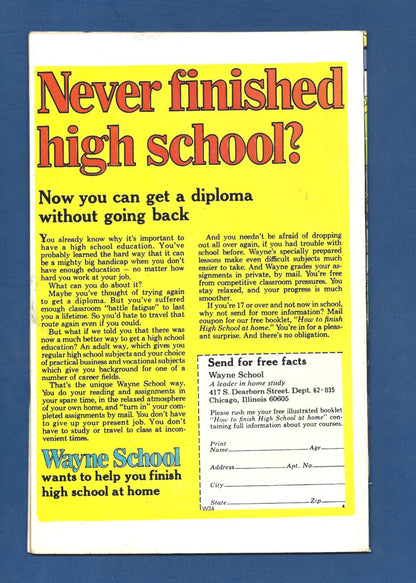 Never finished
high school?
Now you can get a diploma
without going back
You already know why it's important to
have a high school education. You've
probably learned the hard way that it can
be a mighty big handicap when you don't
have enough education — no matter how
hard you work at your job.
What can you do about it?
Maybe you've thought of trying again
to get a diploma. But you've suffered
enough classroom "battle fatigue" to last
you a lifetime. So you'd hate to travel that
route again even if you could.
But what if we told you that there was
now a much better way to get a high school
education? An adult way, which gives you
regular high school subjects and your choice
of practical business and vocational subjects
which give you background for one of a
number of career fields.
That's the unique Wayne School way.
You do your reading and assignments in
your spare time, in the relaxed atmosphere
of your own home, and "turn in" your com-
pleted assignments by mail. You don't have
to give up your present job. You don't
have to study or travel to class at incon-
venient times.
Wayne School
wants to help you finish
high school at home
And you needn't be afraid of dropping
out all over again, if you had trouble with
school before. Wayne's specially prepared
lessons make even difficult subjects much
easier to take. And Wayne grades your as-
signments in private, by mail. You're free
from competitive classroom pressures. You
stay relaxed, and your progress is much
smoother.
If you're 17 or over and not now in school,
why not send for more information? Mail
coupon for our free booklet, "How to finish
High School at home." You're in for a pleas-
ant surprise. And there's no obligation.
Send for free facts
Wayne School
A leader in home study
417 S. Dearborn Street. Dept. 62-035
Chicago, Illinois 60605
Please rush me your free illustrated booklet
"How to finish High School at home" con-
taining full information about your courses.
Print
Name Age
Address Apt. No.
City
State Zip
W24 4